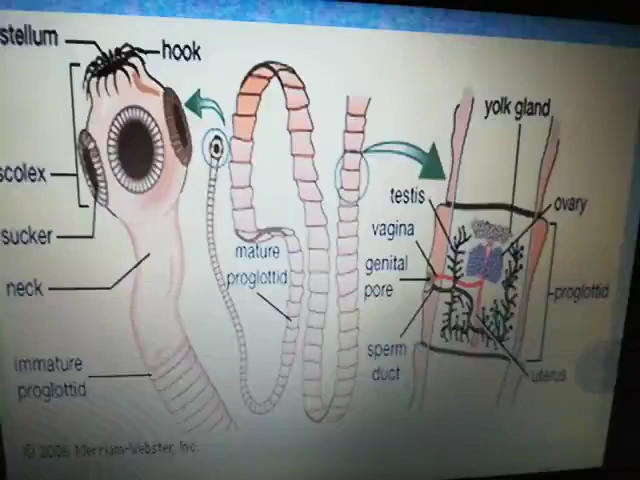 stellum
hook
scolex
sucker
neck
immature
proglottid
mature
proglottid
yolk gland
testis
ovary
vagina
genital
pore
proglottid
sperm
duct
uterus
© 2006 Merriam-Webster, Inc.